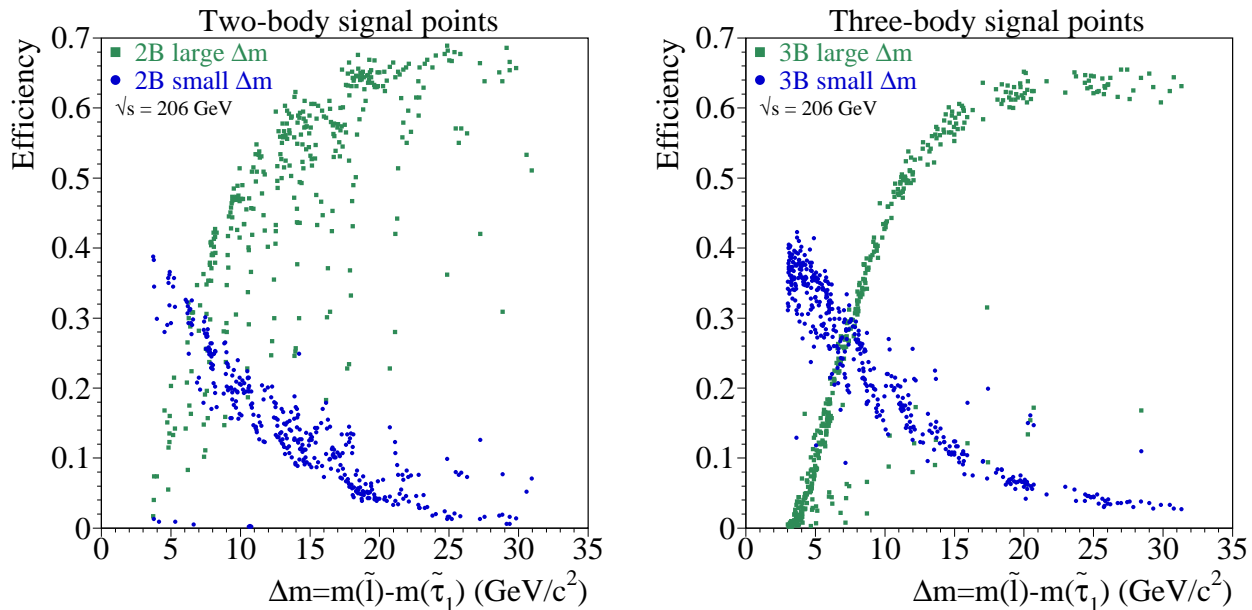 Two-body signal points
Efficiency
0.7
0.6
0.5
0.4
0.3
0.2
0.1
0
2B large Δm
2B small Δm
√s = 206 GeV
0 5 10 15 20 25 30 35
Δm=m(l̃)-m(τ̃₁) (GeV/c²)
Three-body signal points
Efficiency
0.7
0.6
0.5
0.4
0.3
0.2
0.1
0
3B large Δm
3B small Δm
√s = 206 GeV
0 5 10 15 20 25 30 35
Δm=m(l̃)-m(τ̃₁) (GeV/c²)